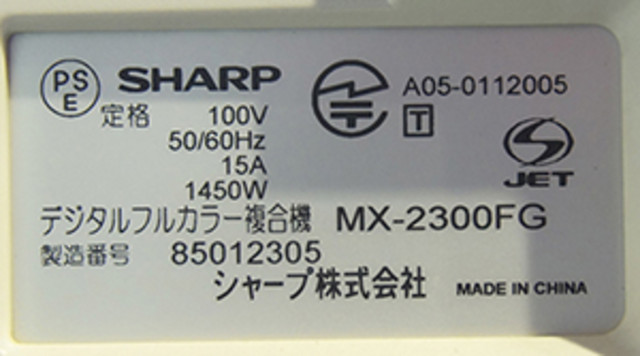 PS E SHARP A05-0112005
定格 100V T
50/60Hz
15A JET
1450W
デジタルフルカラー複合機 MX-2300FG
製造番号 85012305
シャープ株式会社 MADE IN CHINA